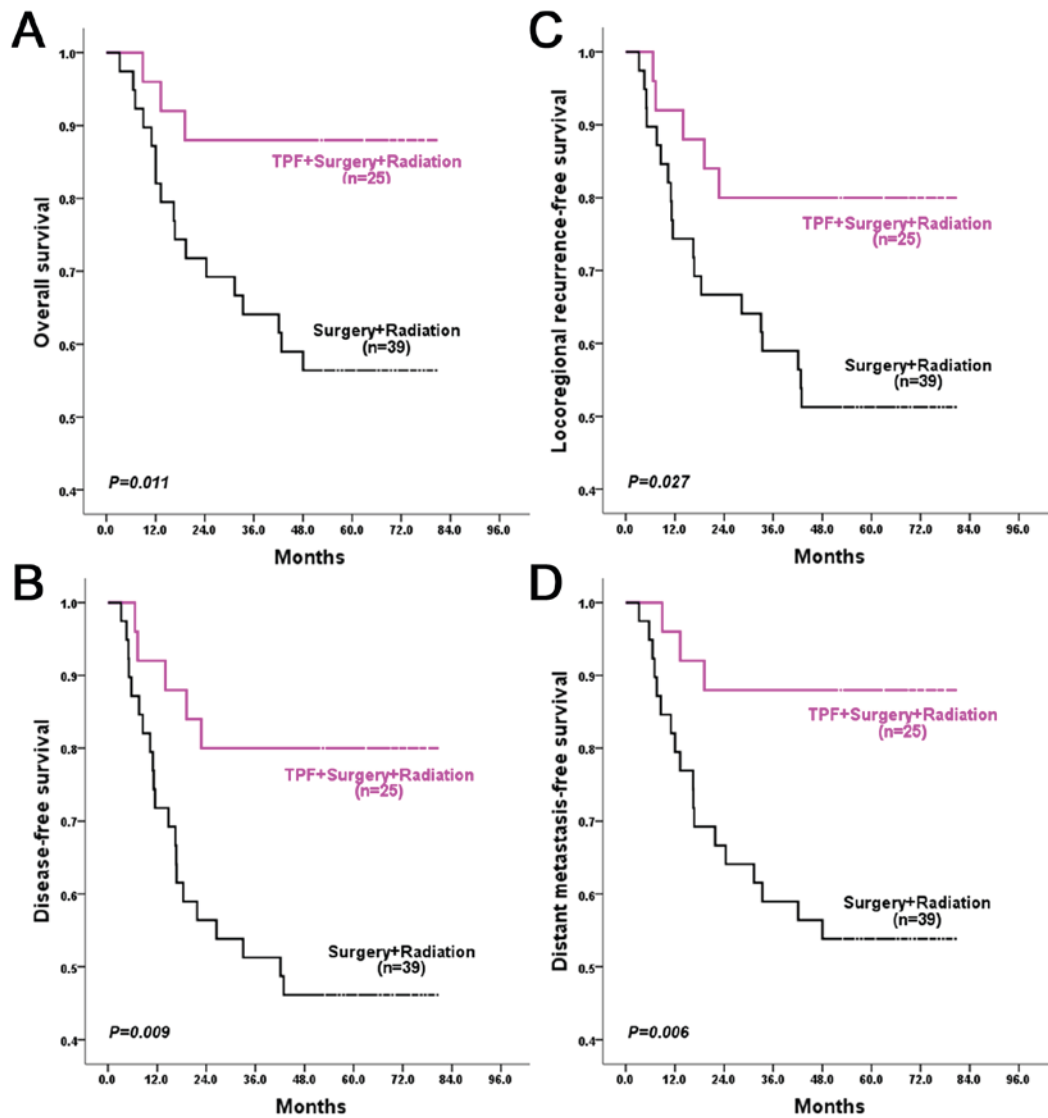 A
Overall survival
1.0
0.9
0.8
0.7
0.6
0.5
0.4
TPF+Surgery+Radiation
(n=25)
Surgery+Radiation
(n=39)
P=0.011
0.0 12.0 24.0 36.0 48.0 60.0 72.0 84.0 96.0
Months
C
Locoregional recurrence-free survival
1.0
0.9
0.8
0.7
0.6
0.5
0.4
TPF+Surgery+Radiation
(n=25)
Surgery+Radiation
(n=39)
P=0.027
0.0 12.0 24.0 36.0 48.0 60.0 72.0 84.0 96.0
Months
B
Disease-free survival
1.0
0.9
0.8
0.7
0.6
0.5
0.4
TPF+Surgery+Radiation
(n=25)
Surgery+Radiation
(n=39)
P=0.009
0.0 12.0 24.0 36.0 48.0 60.0 72.0 84.0 96.0
Months
D
Distant metastasis-free survival
1.0
0.9
0.8
0.7
0.6
0.5
0.4
TPF+Surgery+Radiation
(n=25)
Surgery+Radiation
(n=39)
P=0.006
0.0 12.0 24.0 36.0 48.0 60.0 72.0 84.0 96.0
Months